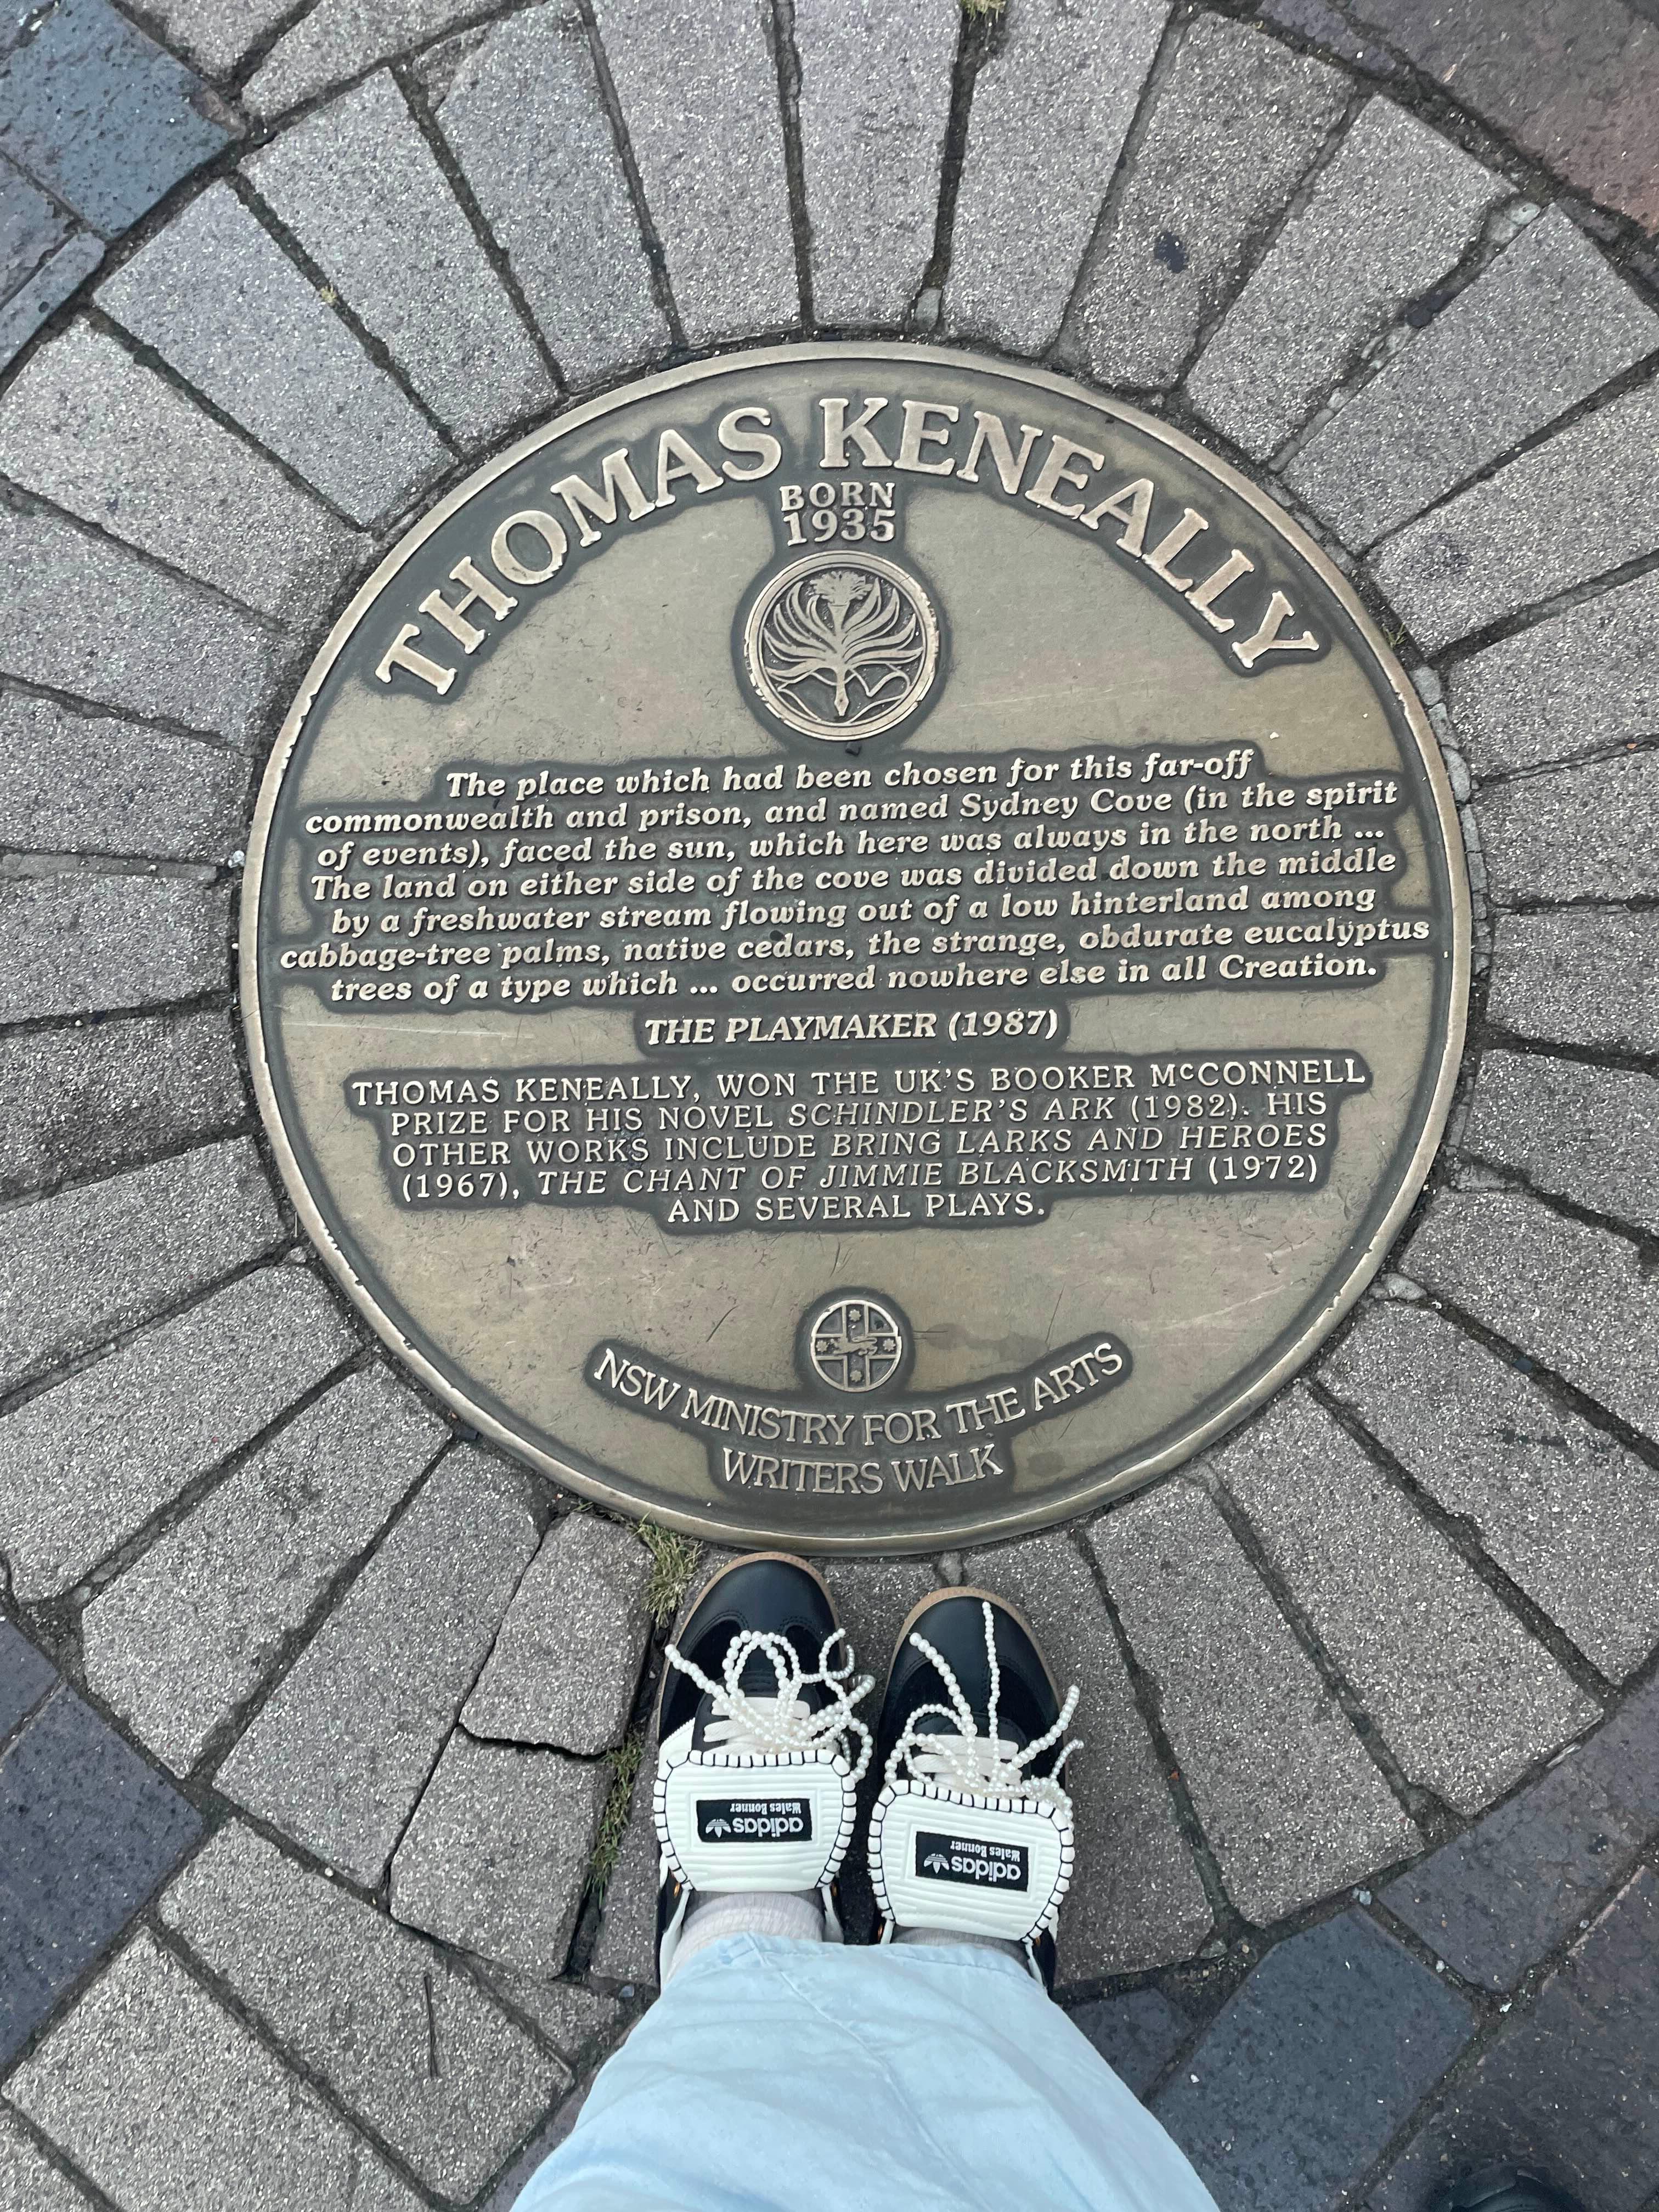 THOMAS KENEALLY
BORN
1935
The place which had been chosen for this far-off
commonwealth and prison, and named Sydney Cove (in the spirit
of events), faced the sun, which here was always in the north ...
The land on either side of the cove was divided down the middle
by a freshwater stream flowing out of a low hinterland among
cabbage-tree palms, native cedars, the strange, obdurate eucalyptus
trees of a type which ... occurred nowhere else in all Creation.
THE PLAYMAKER (1987)
THOMAS KENEALLY, WON THE UK'S BOOKER McCONNELL
PRIZE FOR HIS NOVEL SCHINDLER'S ARK (1982). HIS
OTHER WORKS INCLUDE BRING LARKS AND HEROES
(1967), THE CHANT OF JIMMIE BLACKSMITH (1972)
AND SEVERAL PLAYS.
NSW MINISTRY FOR THE ARTS
WRITERS WALK
adidas
Wales Bonner
adidas
Wales Bonner